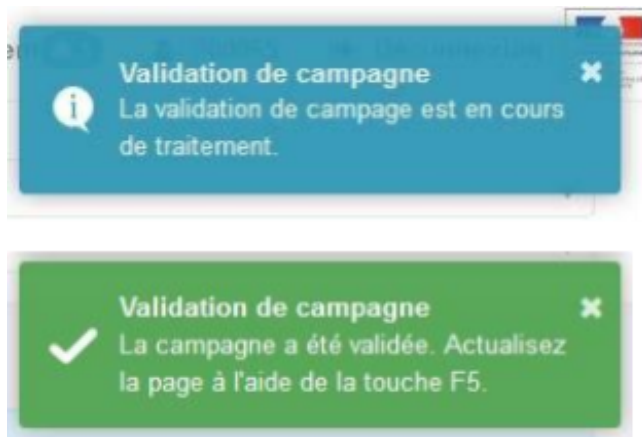 Validation de campagne
La validation de campage est en cours
de traitement.
Validation de campagne
La campagne a été validée. Actualisez
la page à l'aide de la touche F5.